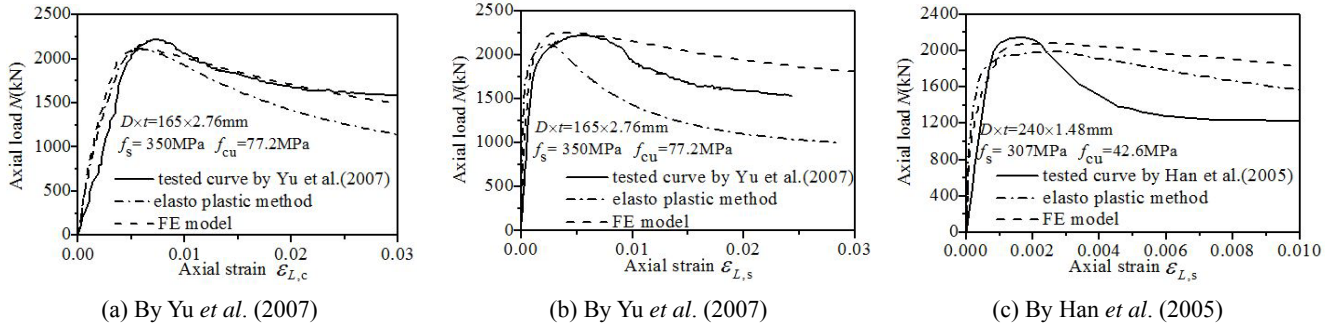 2500
2000
1500
1000
500
0
Axial load N(kN)
D×t=165×2.76mm
fs= 350MPa fcu=77.2MPa
tested curve by Yu et al.(2007)
elasto plastic method
FE model
0.00 0.01 0.02 0.03
Axial strain εL,c
(a) By Yu et al. (2007)
2500
2000
1500
1000
500
0
Axial load N(kN)
D×t=165×2.76mm
fs= 350MPa fcu=77.2MPa
tested curve by Yu et al.(2007)
elasto plastic method
FE model
0.00 0.01 0.02 0.03
Axial strain εL,s
(b) By Yu et al. (2007)
2400
2000
1600
1200
800
400
0
Axial load N(kN)
D×t=240×1.48mm
fs= 307MPa fcu=42.6MPa
tested curve by Han et al.(2005)
elasto plastic method
FE model
0.000 0.002 0.004 0.006 0.008 0.010
Axial strain εL,s
(c) By Han et al. (2005)